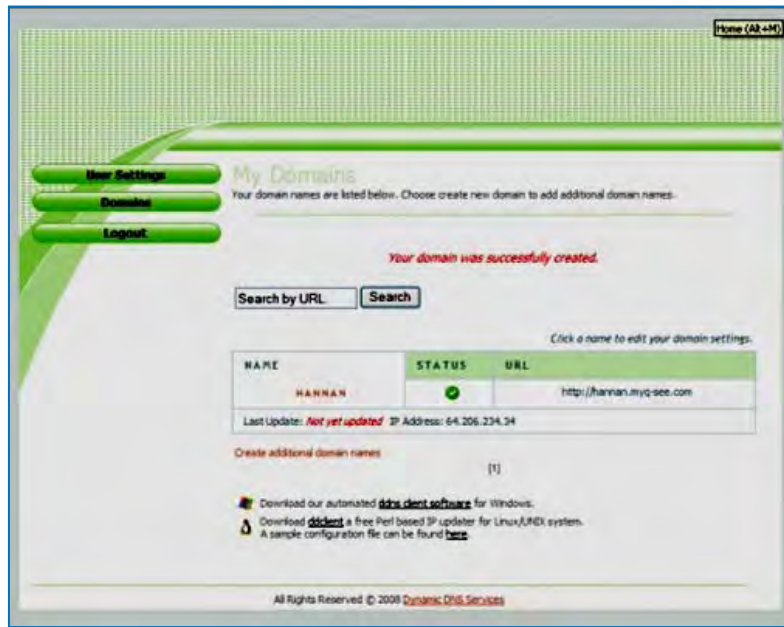 Home (Alt+M)
User Settings
Domains
Logout
My Domains
Your domain names are listed below. Choose create new domain to add additional domain names.
Your domain was successfully created.
Search by URL Search
Click a name to edit your domain settings.
NAME STATUS URL
HANNAN http://hannan.myq-see.com
Last Update: Not yet updated IP Address: 64.206.234.34
Create additional domain names
[1]
Download our automated ddns client software for Windows.
Download ddclient a free Perl based IP updater for Linux/UNIX system.
A sample configuration file can be found here.
All Rights Reserved © 2008 Dynamic DNS Services